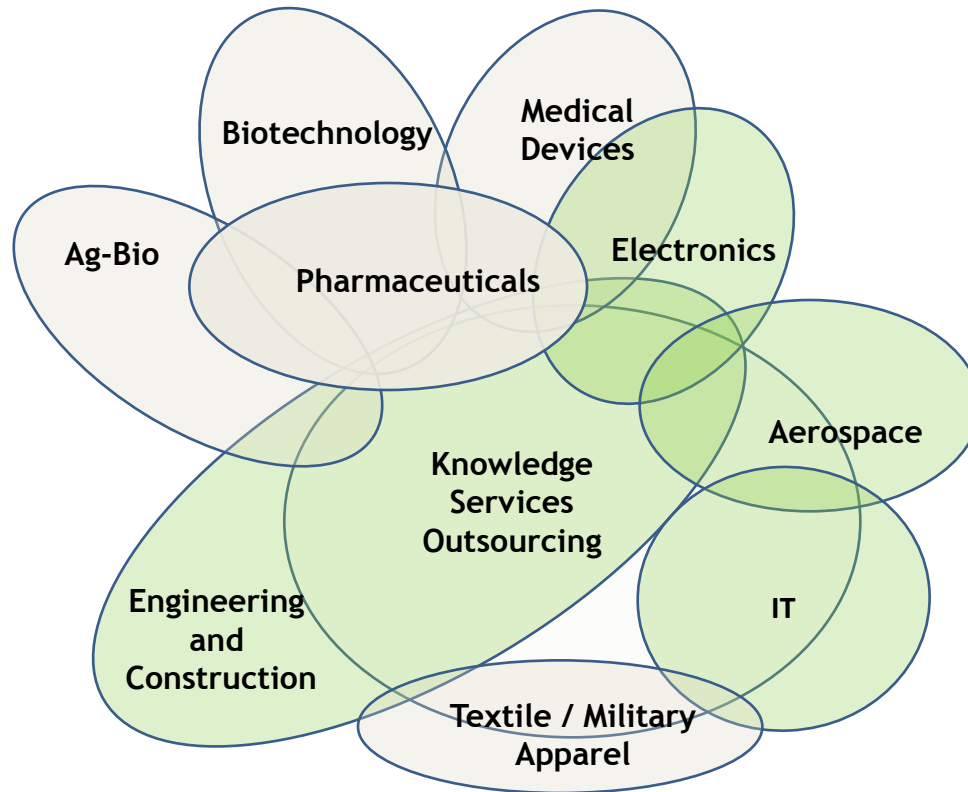 Medical
Devices
Biotechnology
Ag-Bio
Electronics
Pharmaceuticals
Aerospace
Knowledge
Services
Outsourcing
Engineering
and
Construction
IT
Textile / Military
Apparel